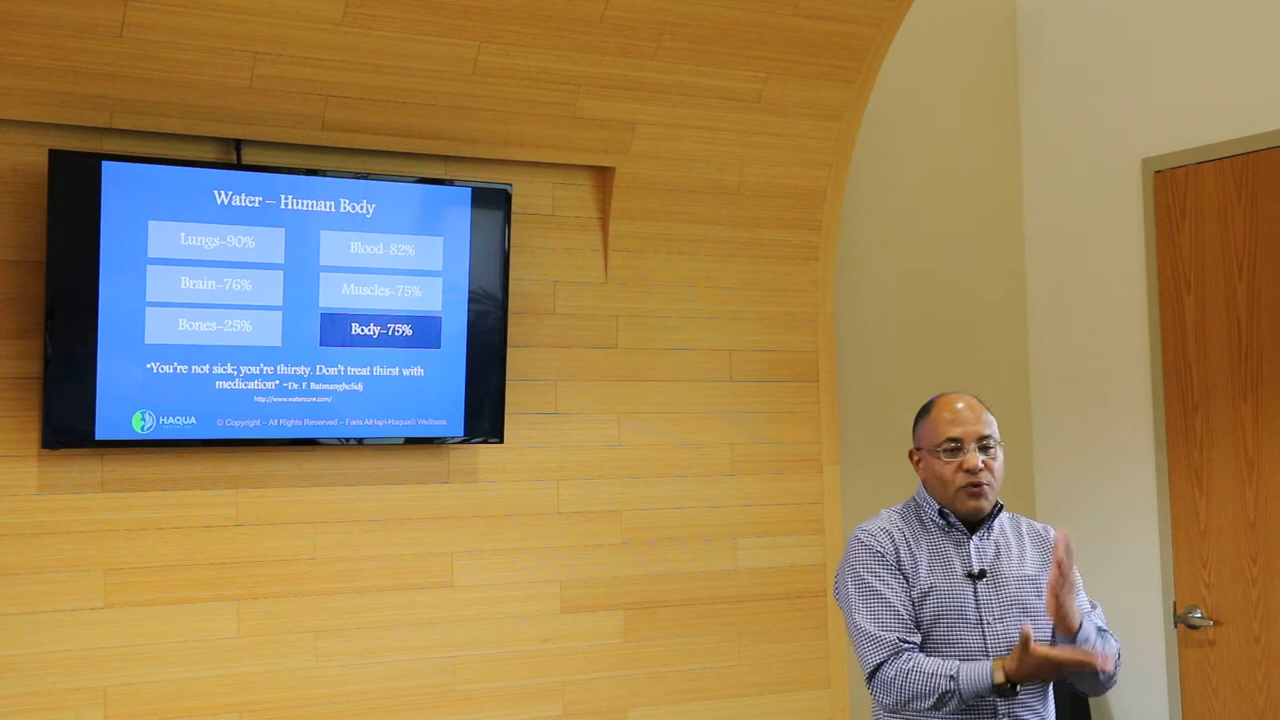 Water – Human Body
Lungs-90%
Blood-82%
Brain-76%
Muscles-75%
Bones-25%
Body-75%
"You're not sick; you're thirsty. Don't treat thirst with
medication" -Dr. F. Batmanghelidj
http://www.watercure.com/
HAQUA
© Copyright – All Rights Reserved – Faris AlHajri-Haqua® Wellness